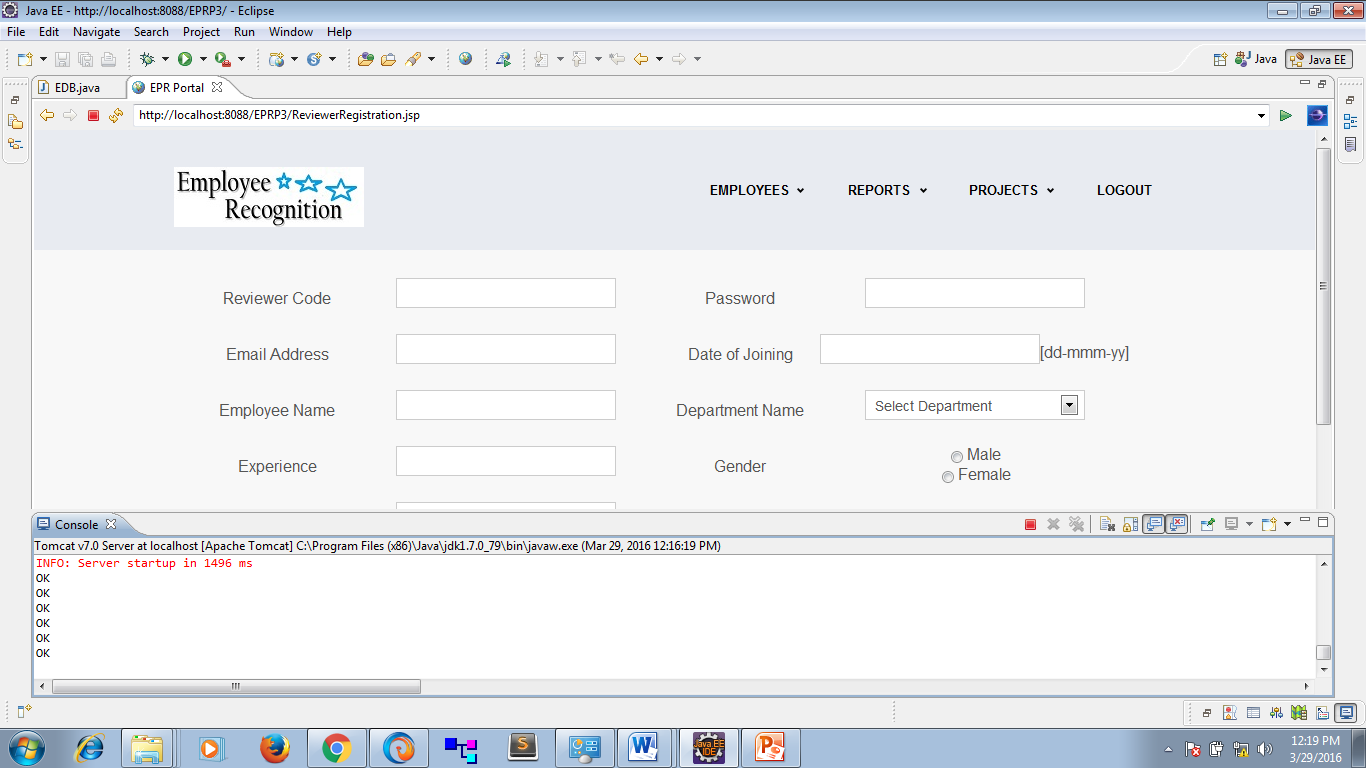 Java EE - http://localhost:8088/EPRP3/ - Eclipse
File Edit Navigate Search Project Run Window Help
Java Java EE
EDB.java EPR Portal
http://localhost:8088/EPRP3/ReviewerRegistration.jsp
Employee
Recognition
EMPLOYEES REPORTS PROJECTS LOGOUT
Reviewer Code Password
Email Address Date of Joining [dd-mmm-yy]
Employee Name Department Name Select Department
Experience Gender Male
Female
Console
Tomcat v7.0 Server at localhost [Apache Tomcat] C:\Program Files (x86)\Java\jdk1.7.0_79\bin\javaw.exe (Mar 29, 2016 12:16:19 PM)
INFO: Server startup in 1496 ms
OK
OK
OK
OK
OK
OK
Java EE
IDE
12:19 PM
3/29/2016